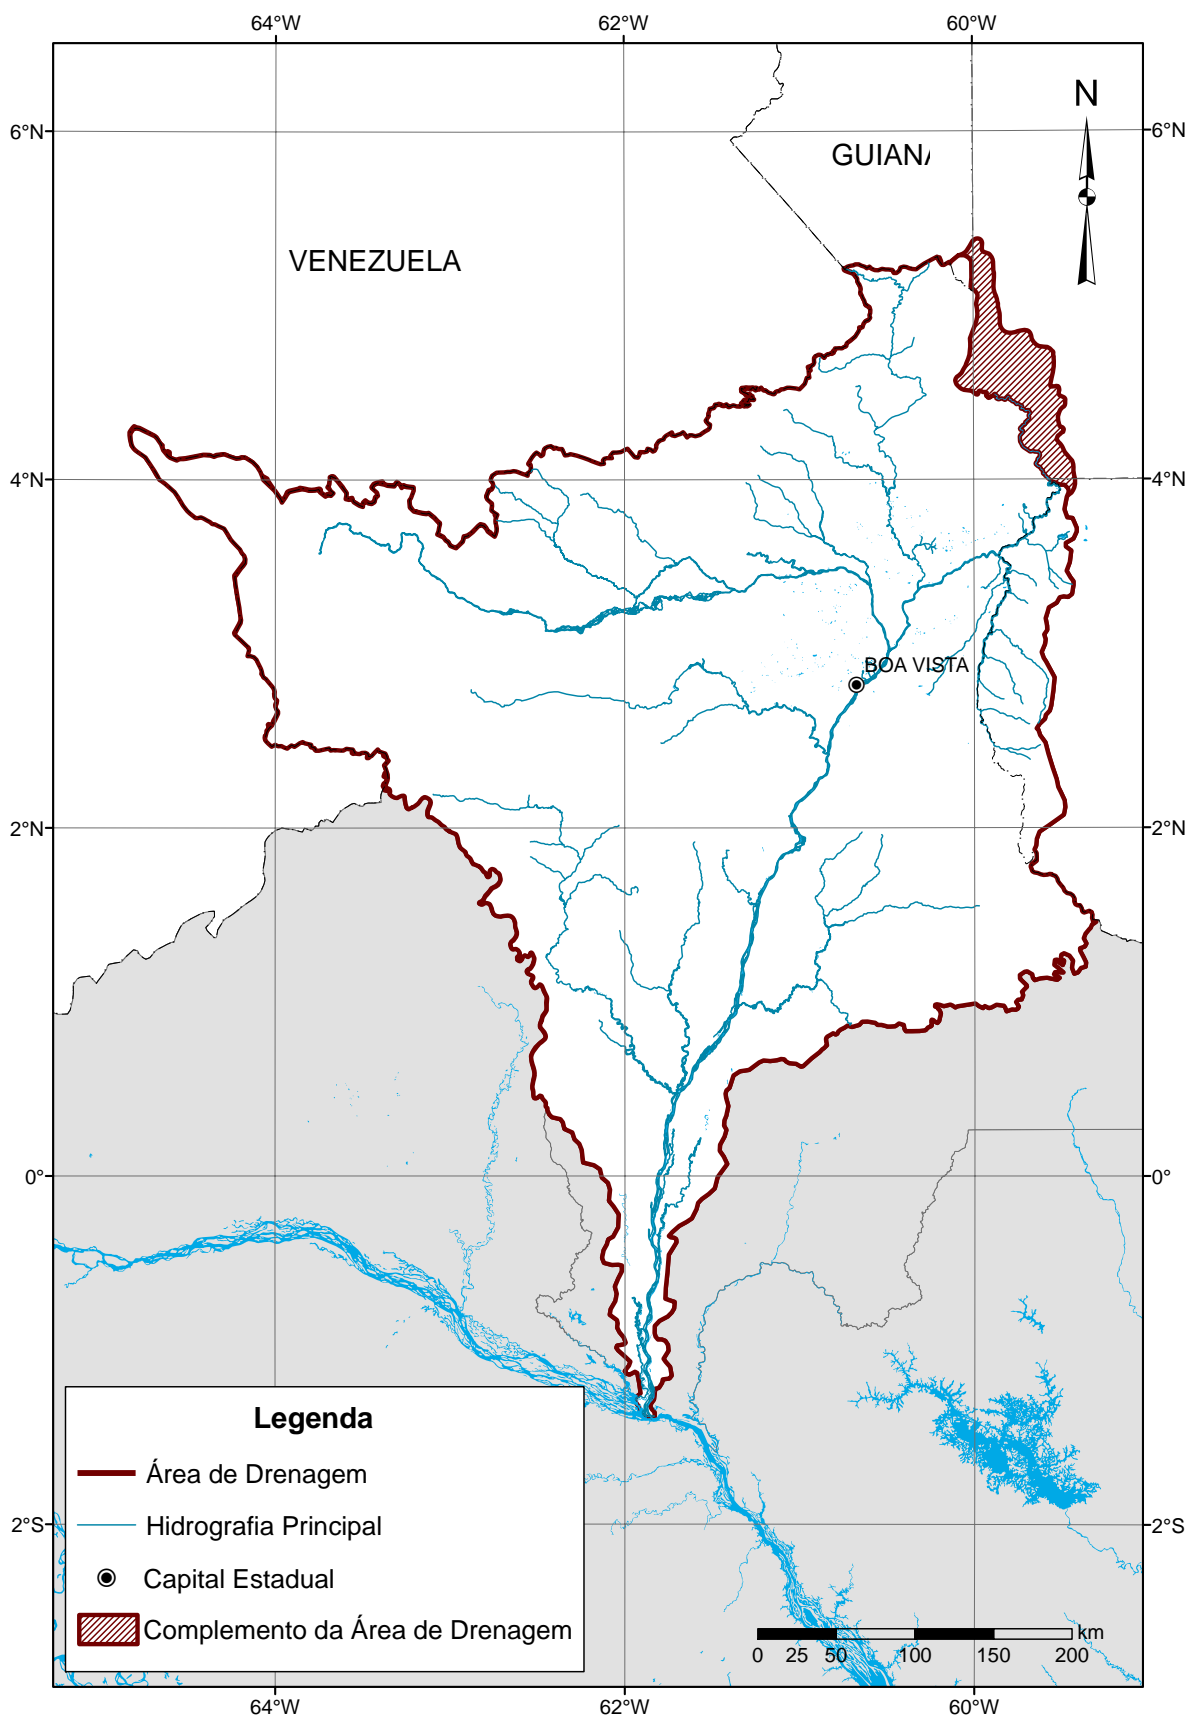 64°W 62°W 60°W
N
6°N 6°N
GUIANA
VENEZUELA
4°N 4°N
BOA VISTA
2°N 2°N
0° 0°
Legenda
Área de Drenagem
Hidrografia Principal
2°S 2°S
Capital Estadual
Complemento da Área de Drenagem
km
0 25 50 100 150 200
64°W 62°W 60°W